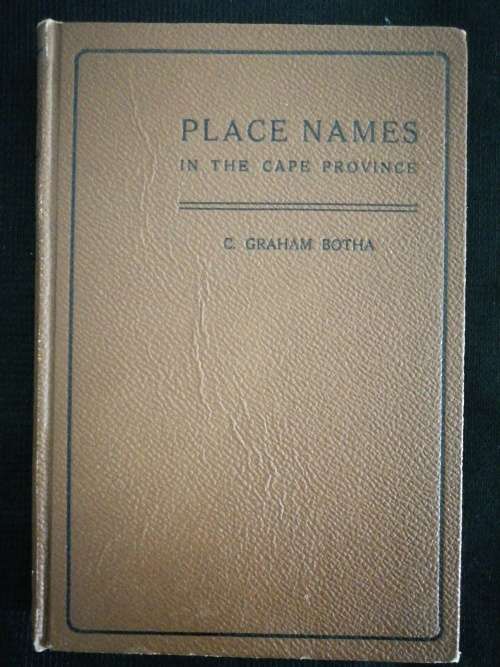 PLACE NAMES
IN THE CAPE PROVINCE
C. GRAHAM BOTHA